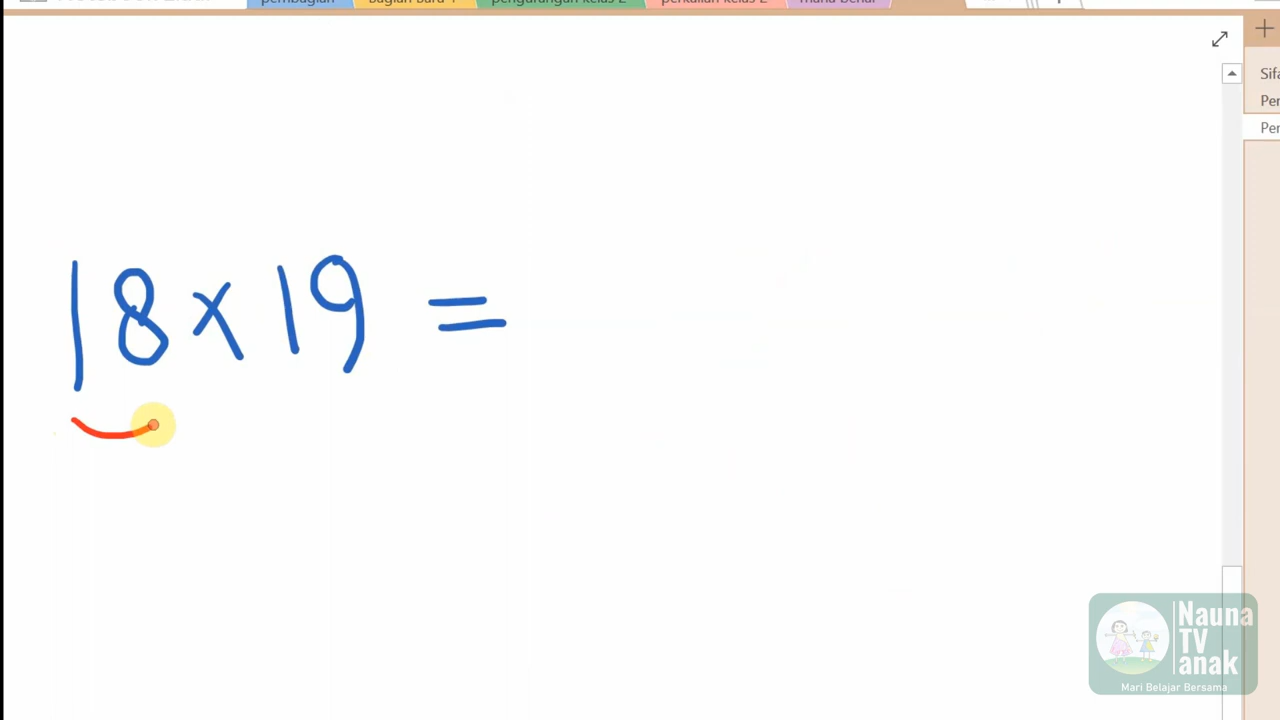 18 x 19 =
Sifa
Per
Per
Nauna
TV
anak
Mari Belajar Bersama